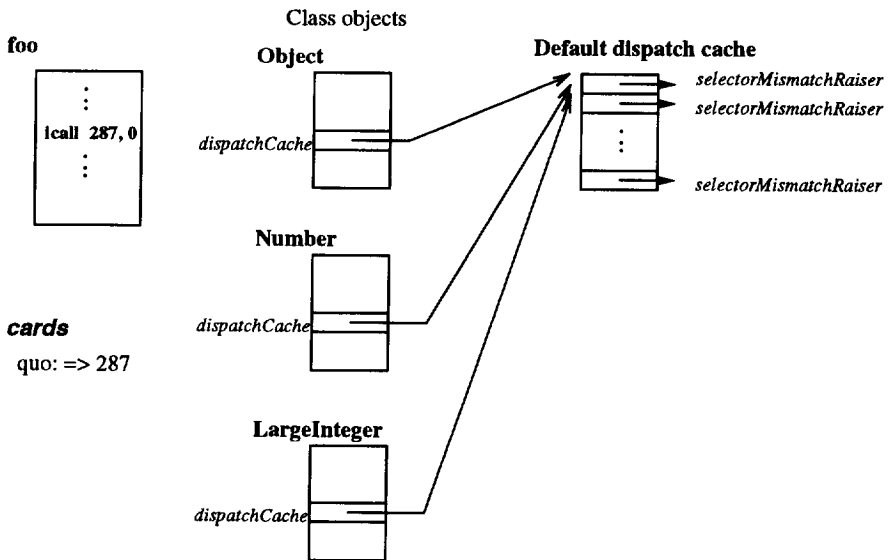 Class objects
foo
Object
Default dispatch cache
selectorMismatchRaiser
selectorMismatchRaiser
icall 287,0
dispatchCache
selectorMismatchRaiser
Number
dispatchCache
cards
quo: => 287
LargeInteger
dispatchCache